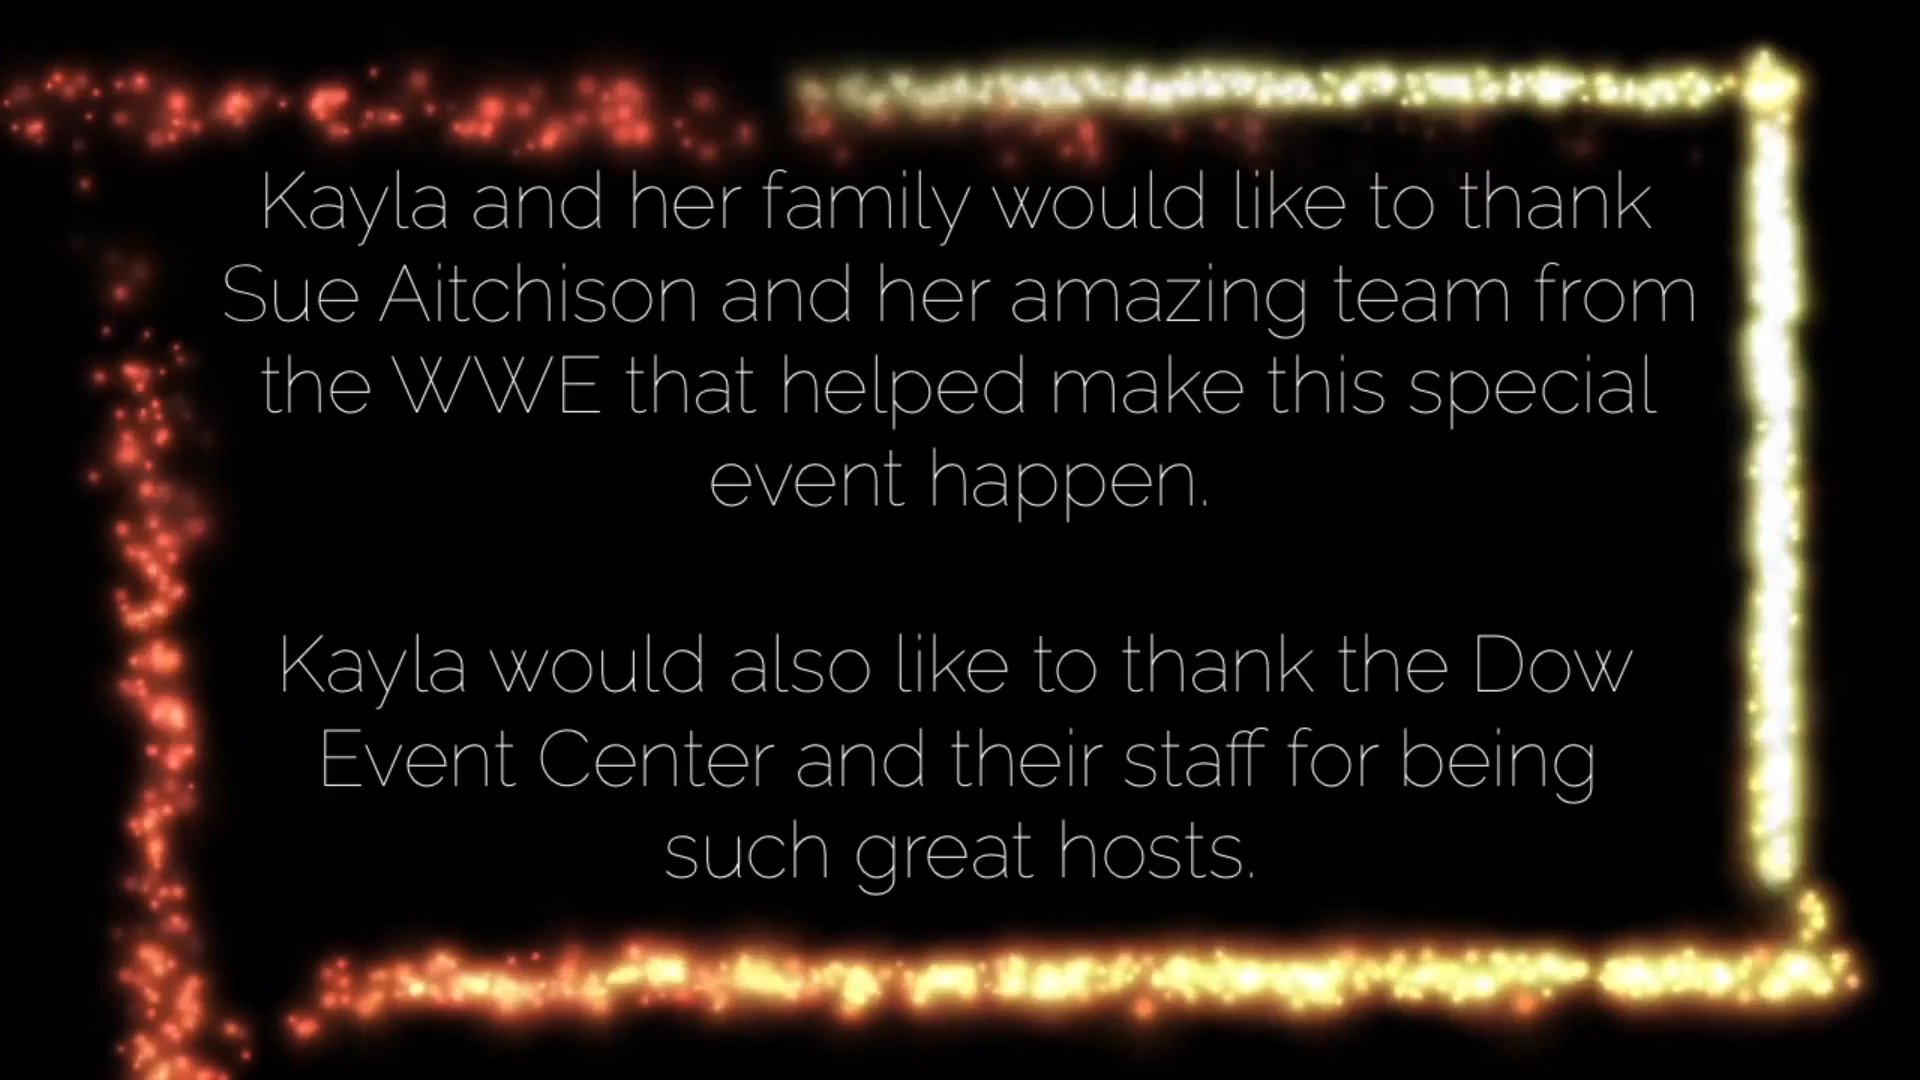 Kayla and her family would like to thank
Sue Aitchison and her amazing team from
the WWE that helped make this special
event happen.
Kayla would also like to thank the Dow
Event Center and their staff for being
such great hosts.